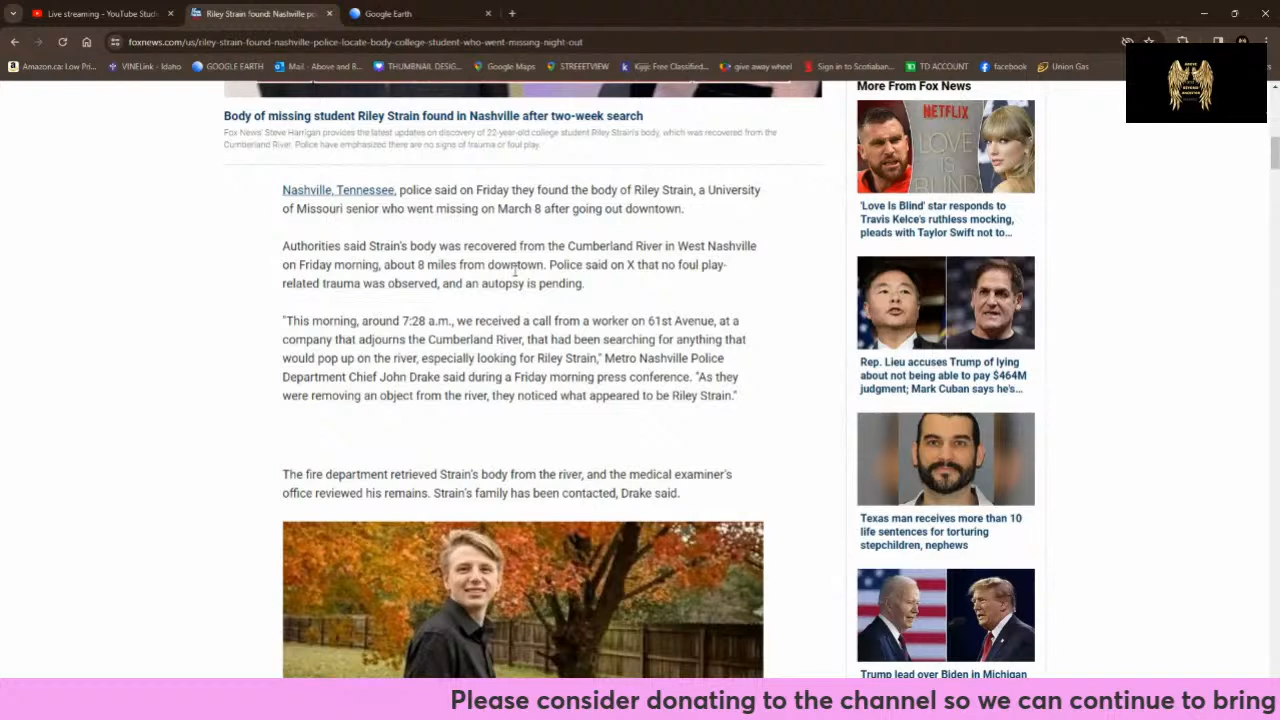 Live streaming - YouTube Stud
Riley Strain found: Nashville po
Google Earth
foxnews.com/us/riley-strain-found-nashville-police-locate-body-college-student-who-went-missing-night-out
Amazon.ca: Low Pri...
VINELink - Idaho
GOOGLE EARTH
Mail. - Above and B...
THUMBNAIL DESIG...
Google Maps
STREEETVIEW
Kijiji: Free Classified...
give away wheel
Sign in to Scotiaban...
TD ACCOUNT
facebook
Union Gas
ABOVE
BEYOND
Body of missing student Riley Strain found in Nashville after two-week search
Fox News' Steve Harrigan provides the latest updates on discovery of 22-year-old college student Riley Strain's body, which was recovered from the
Cumberland River. Police have emphasized there are no signs of trauma or foul play.
Nashville, Tennessee, police said on Friday they found the body of Riley Strain, a University
of Missouri senior who went missing on March 8 after going out downtown.
Authorities said Strain's body was recovered from the Cumberland River in West Nashville
on Friday morning, about 8 miles from downtown. Police said on X that no foul play-
related trauma was observed, and an autopsy is pending.
"This morning, around 7:28 a.m., we received a call from a worker on 61st Avenue, at a
company that adjourns the Cumberland River, that had been searching for anything that
would pop up on the river, especially looking for Riley Strain," Metro Nashville Police
Department Chief John Drake said during a Friday morning press conference. "As they
were removing an object from the river, they noticed what appeared to be Riley Strain."
The fire department retrieved Strain's body from the river, and the medical examiner's
office reviewed his remains. Strain's family has been contacted, Drake said.
More From Fox News
NETFLIX
LOVE
IS
BLIND
'Love Is Blind' star responds to
Travis Kelce's ruthless mocking,
pleads with Taylor Swift not to...
Rep. Lieu accuses Trump of lying
about not being able to pay $464M
judgment; Mark Cuban says he's...
Texas man receives more than 10
life sentences for torturing
stepchildren, nephews
Trump lead over Biden in Michigan
Please consider donating to the channel so we can continue to bring